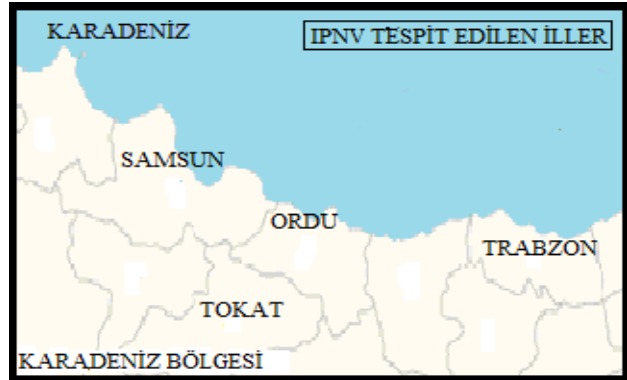 KARADENİZ
IPNV TESPİT EDİLEN İLLER
SAMSUN
ORDU
TRABZON
TOKAT
KARADENİZ BÖLGESİ